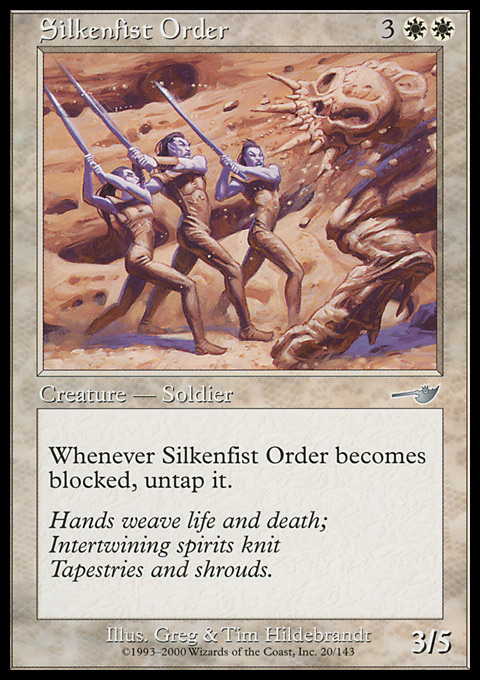 Silkenfist Order 3
Creature — Soldier
Whenever Silkenfist Order becomes
blocked, untap it.
Hands weave life and death;
Intertwining spirits knit
Tapestries and shrouds.
Illus. Greg & Tim Hildebrandt
©1993–2000 Wizards of the Coast, Inc. 20/143
3/5